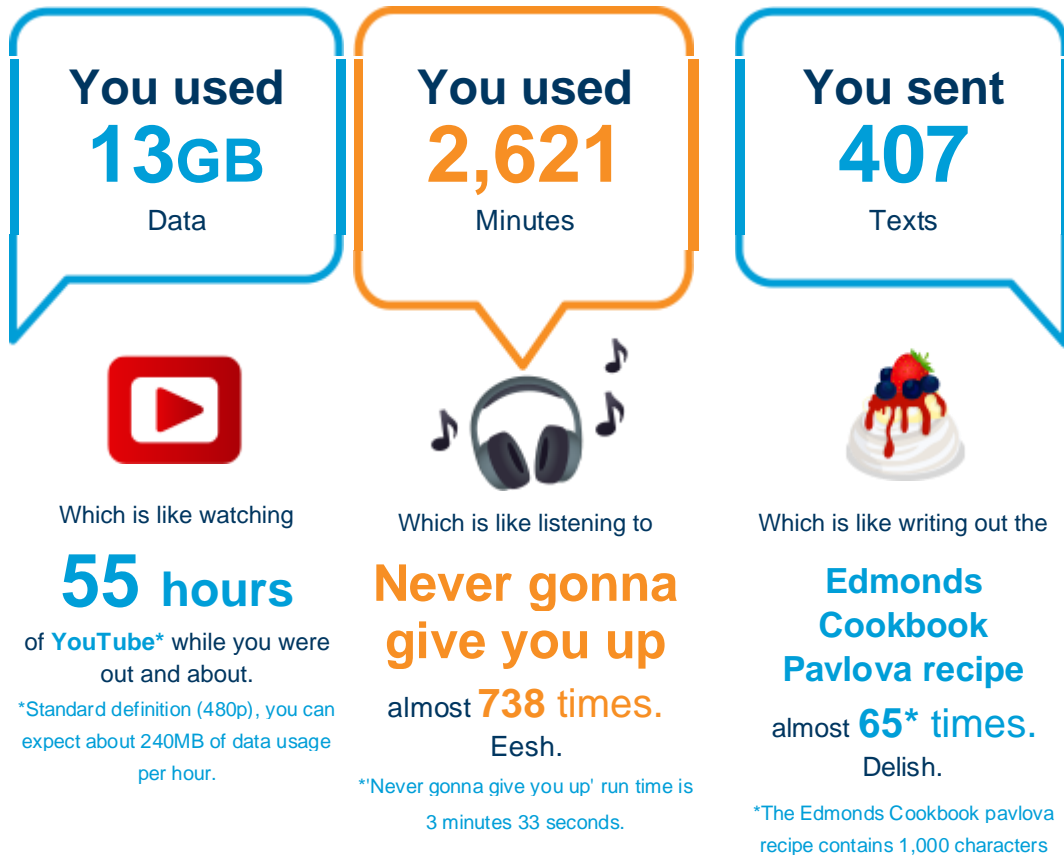 You used
13GB
Data
Which is like watching
55 hours
of YouTube* while you were
out and about.
*Standard definition (480p), you can
expect about 240MB of data usage
per hour.
You used
2,621
Minutes
Which is like listening to
Never gonna
give you up
almost 738 times.
Eesh.
*'Never gonna give you up' run time is
3 minutes 33 seconds.
You sent
407
Texts
Which is like writing out the
Edmonds
Cookbook
Pavlova recipe
almost 65* times.
Delish.
*The Edmonds Cookbook pavlova
recipe contains 1,000 characters